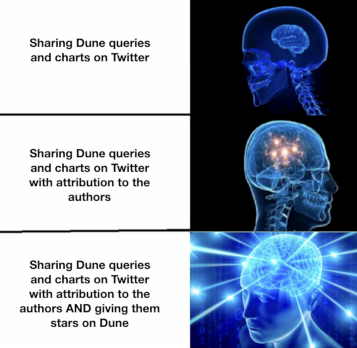 Sharing Dune queries
and charts on Twitter
Sharing Dune queries
and charts on Twitter
with attribution to the
authors
Sharing Dune queries
and charts on Twitter
with attribution to the
authors AND giving them
stars on Dune